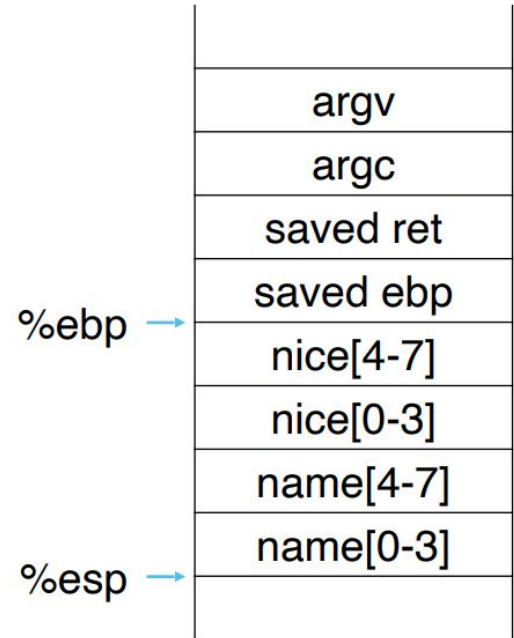 argv
argc
saved ret
saved ebp
%ebp
nice[4-7]
nice[0-3]
name[4-7]
name[0-3]
%esp